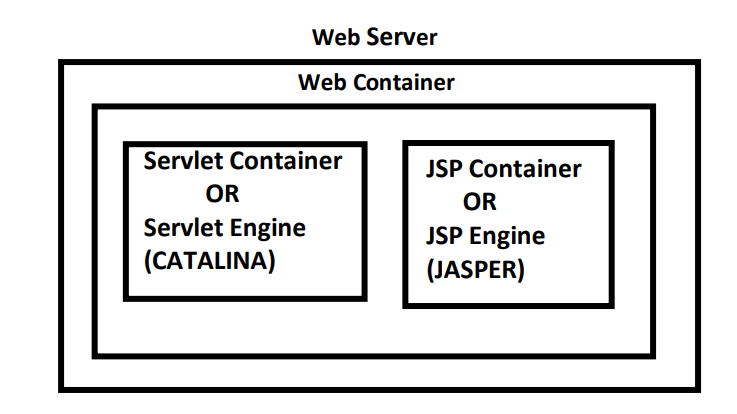 Web Server
Web Container
Servlet Container
OR
Servlet Engine
(CATALINA)
JSP Container
OR
JSP Engine
(JASPER)